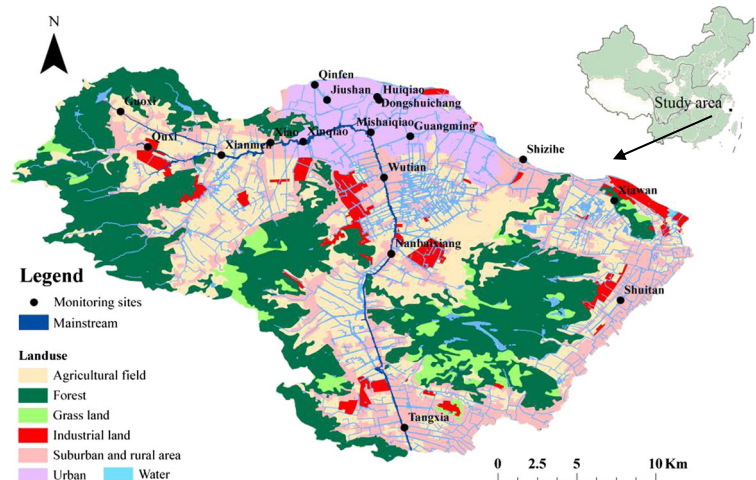 N
Study area
Qinfen
Jiushan
Huiqiao
Dongshuichang
Guoxi
Mishaiqiao
Guangming
Quxi
Xianmen
Xiao
Xinqiao
Shizihe
Wutian
Xiawan
Nanbaixiang
Shuitan
Tangxia
Legend
Monitoring sites
Mainstream
Landuse
Agricultural field
Forest
Grass land
Industrial land
Suburban and rural area
Urban
Water
0 2.5 5 10 Km